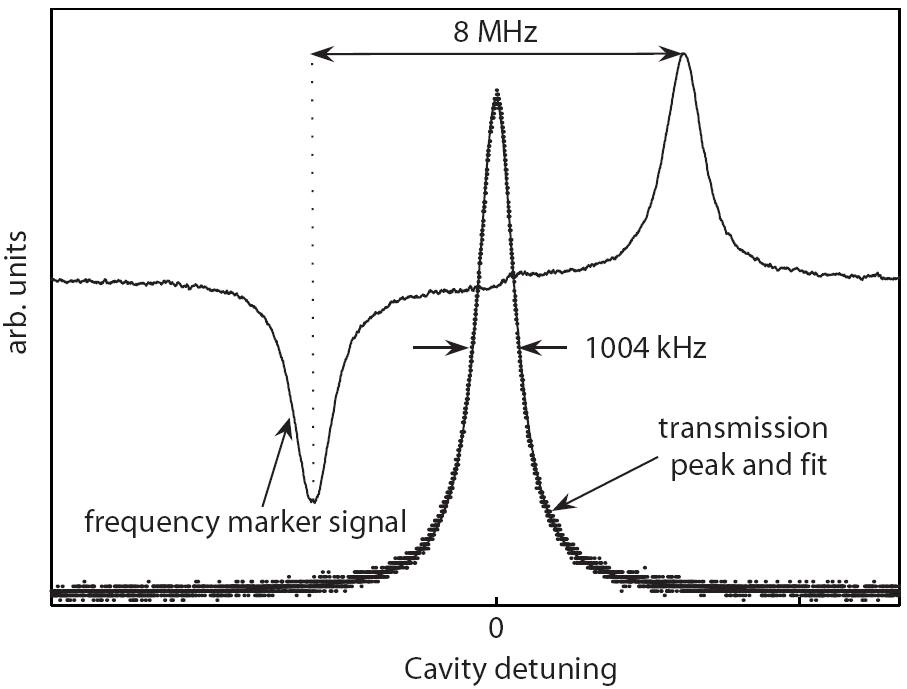 8 MHz
arb. units
1004 kHz
transmission
peak and fit
frequency marker signal
0
Cavity detuning